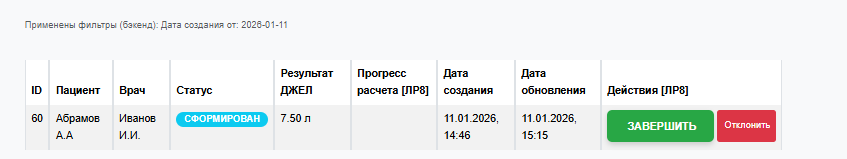 Применены фильтры (бэкенд): Дата создания от: 2026-01-11
ID Пациент Врач Статус Результат ДЖЕЛ Прогресс расчета [ЛР8] Дата создания Дата обновления Действия [ЛР8]
60 Абрамов А.А Иванов И.И. СФОРМИРОВАН 7.50 л 11.01.2026, 14:46 11.01.2026, 15:15 ЗАВЕРШИТЬ Отклонить